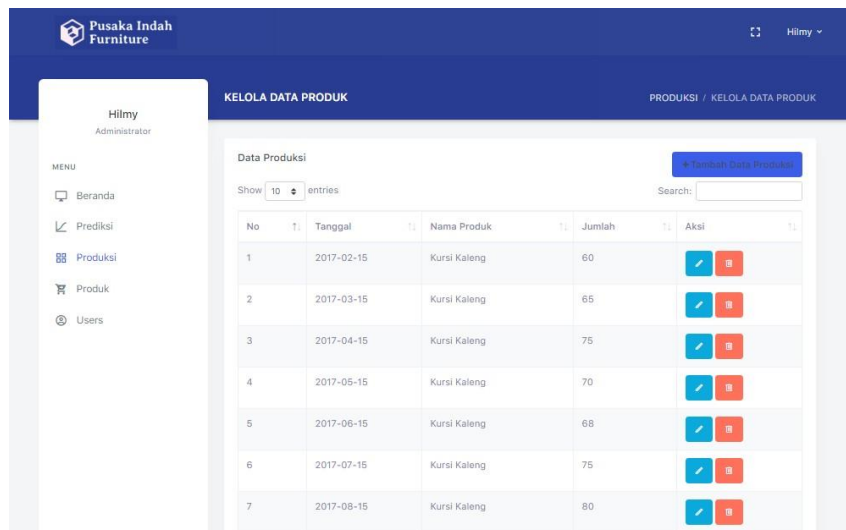 Pusaka Indah
Furniture
Hilmy
KELOLA DATA PRODUK
PRODUKSI / KELOLA DATA PRODUK
Hilmy
Administrator
MENU
Beranda
Prediksi
Produksi
Produk
Users
Data Produksi
+Tambah Data Produksi
Show 10 entries
Search:
No Tanggal Nama Produk Jumlah Aksi
1 2017-02-15 Kursi Kaleng 60
2 2017-03-15 Kursi Kaleng 65
3 2017-04-15 Kursi Kaleng 75
4 2017-05-15 Kursi Kaleng 70
5 2017-06-15 Kursi Kaleng 68
6 2017-07-15 Kursi Kaleng 75
7 2017-08-15 Kursi Kaleng 80